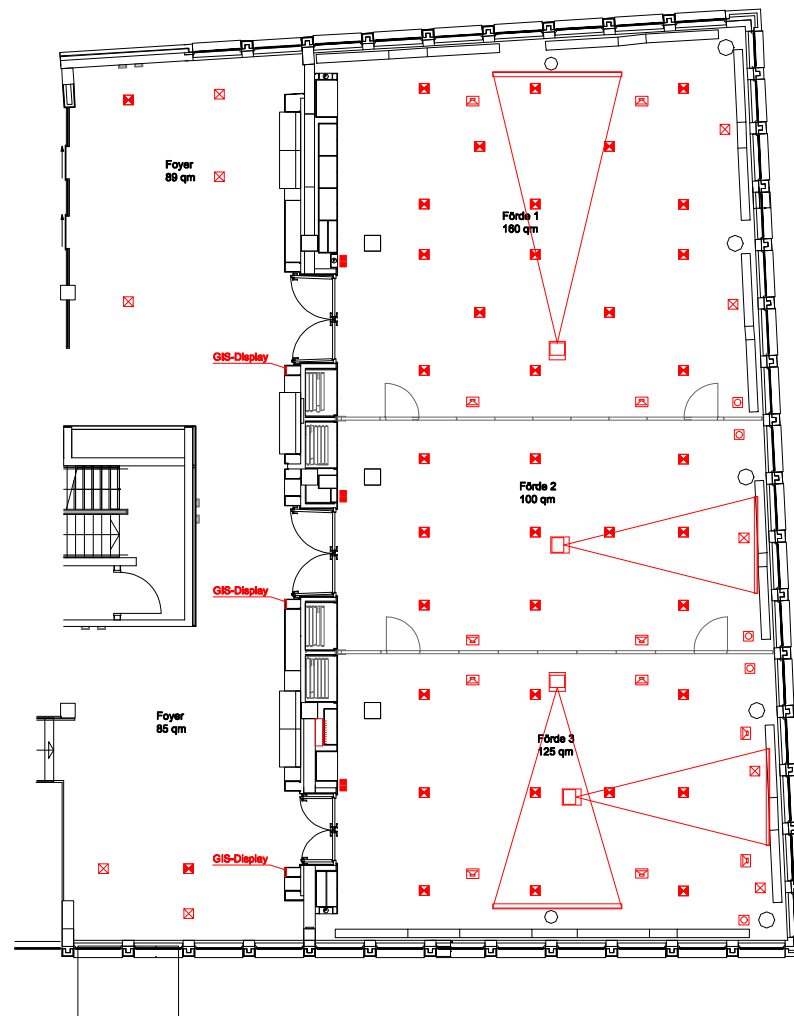 Foyer
89 qm
Förde 1
160 qm
GIS-Display
Förde 2
100 qm
GIS-Display
Foyer
85 qm
Förde 3
125 qm
GIS-Display